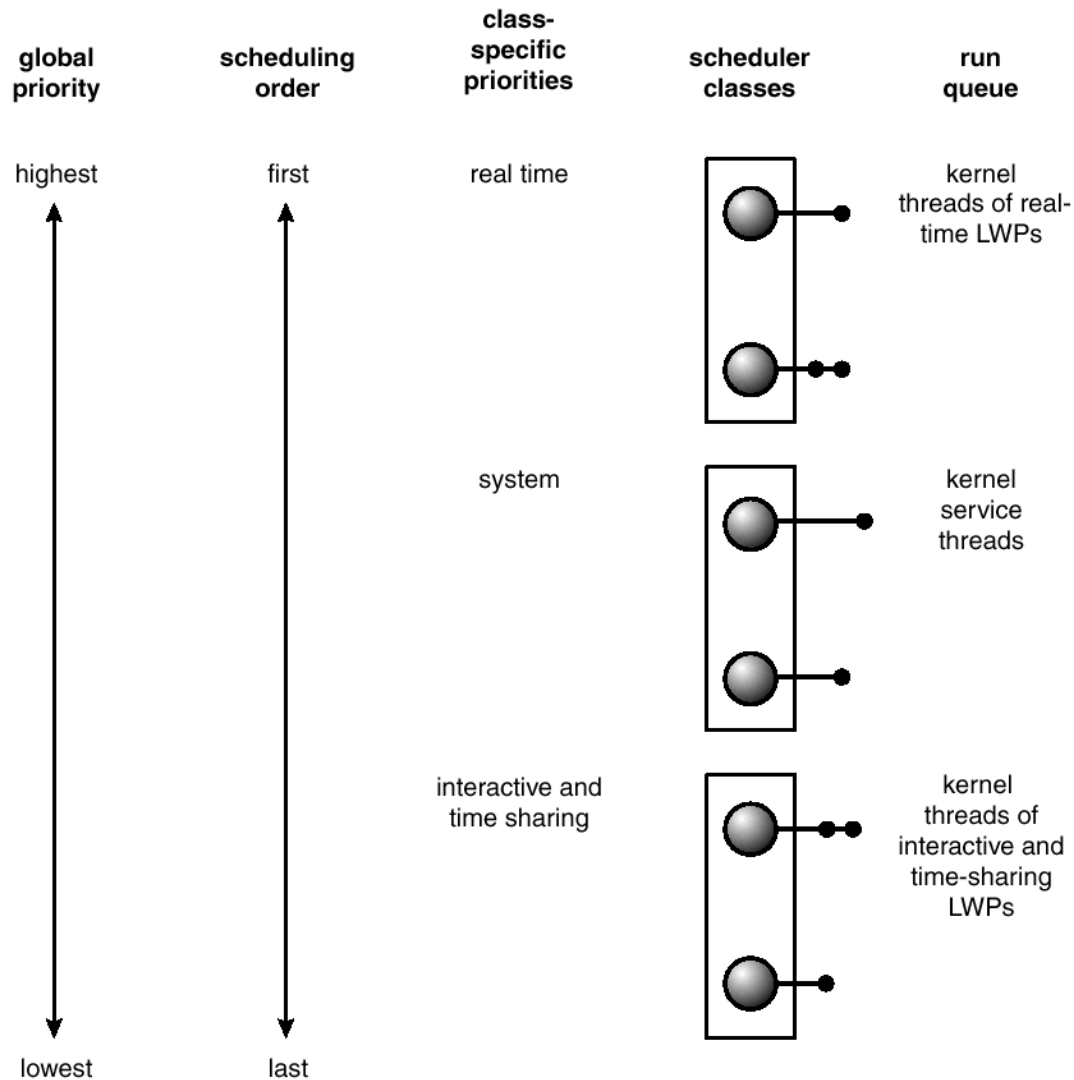 global
priority
scheduling
order
class-
specific
priorities
scheduler
classes
run
queue
highest
first
real time
kernel
threads of real-
time LWPs
system
kernel
service
threads
interactive and
time sharing
kernel
threads of
interactive and
time-sharing
LWPs
lowest
last